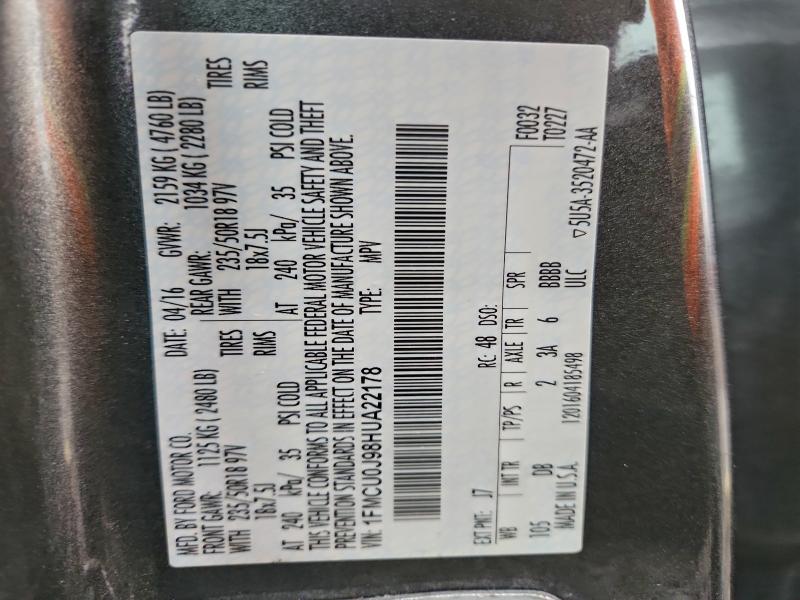 MFD. BY FORD MOTOR CO. DATE: 04/16 GVWR: 2159 KG ( 4760 LB)
FRONT GAWR: 1125 KG ( 2480 LB) REAR GAWR: 1034 KG ( 2280 LB)
WITH 235/50R18 97V TIRES WITH 235/50R18 97V TIRES
18x7.5J RIMS 18x7.5J RIMS
AT 240 kPa/ 35 PSI COLD AT 240 kPa/ 35 PSI COLD
THIS VEHICLE CONFORMS TO ALL APPLICABLE FEDERAL MOTOR VEHICLE SAFETY AND THEFT
PREVENTION STANDARDS IN EFFECT ON THE DATE OF MANUFACTURE SHOWN ABOVE.
VIN: 1FMCU0J98HUA22178 TYPE: MPV
EXT PNT: J7 RC: 48 DSO: F0032
WB INT TR TP/PS R AXLE TR SPR T0227
105 DB 2 3A 6 BBBB
MADE IN U.S.A. 1201604185498 ULC ▽5U5A-3520472-AA